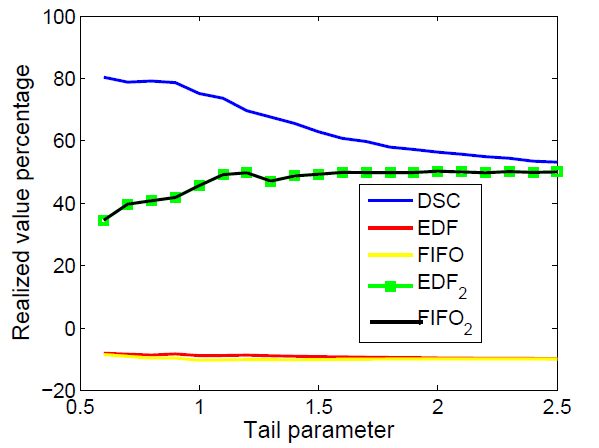 100
80
60
40
20
0
−20
Realized value percentage
DSC
EDF
FIFO
EDF2
FIFO2
0.5 1 1.5 2 2.5
Tail parameter